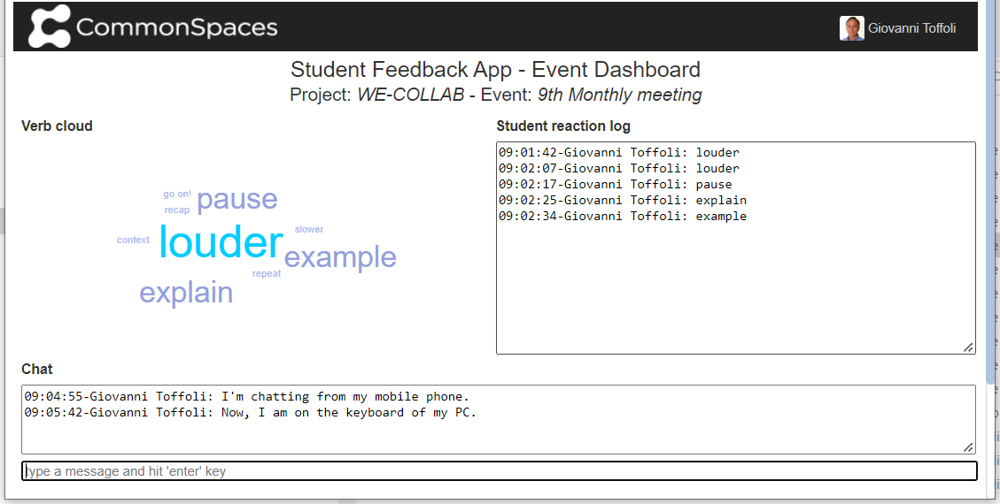 CommonSpaces
Giovanni Toffoli
Student Feedback App - Event Dashboard
Project: WE-COLLAB - Event: 9th Monthly meeting
Verb cloud
go on!
pause
recap
context
louder
slower
example
repeat
explain
Student reaction log
09:01:42-Giovanni Toffoli: louder
09:02:07-Giovanni Toffoli: louder
09:02:17-Giovanni Toffoli: pause
09:02:25-Giovanni Toffoli: explain
09:02:34-Giovanni Toffoli: example
Chat
09:04:55-Giovanni Toffoli: I'm chatting from my mobile phone.
09:05:42-Giovanni Toffoli: Now, I am on the keyboard of my PC.
type a message and hit 'enter' key